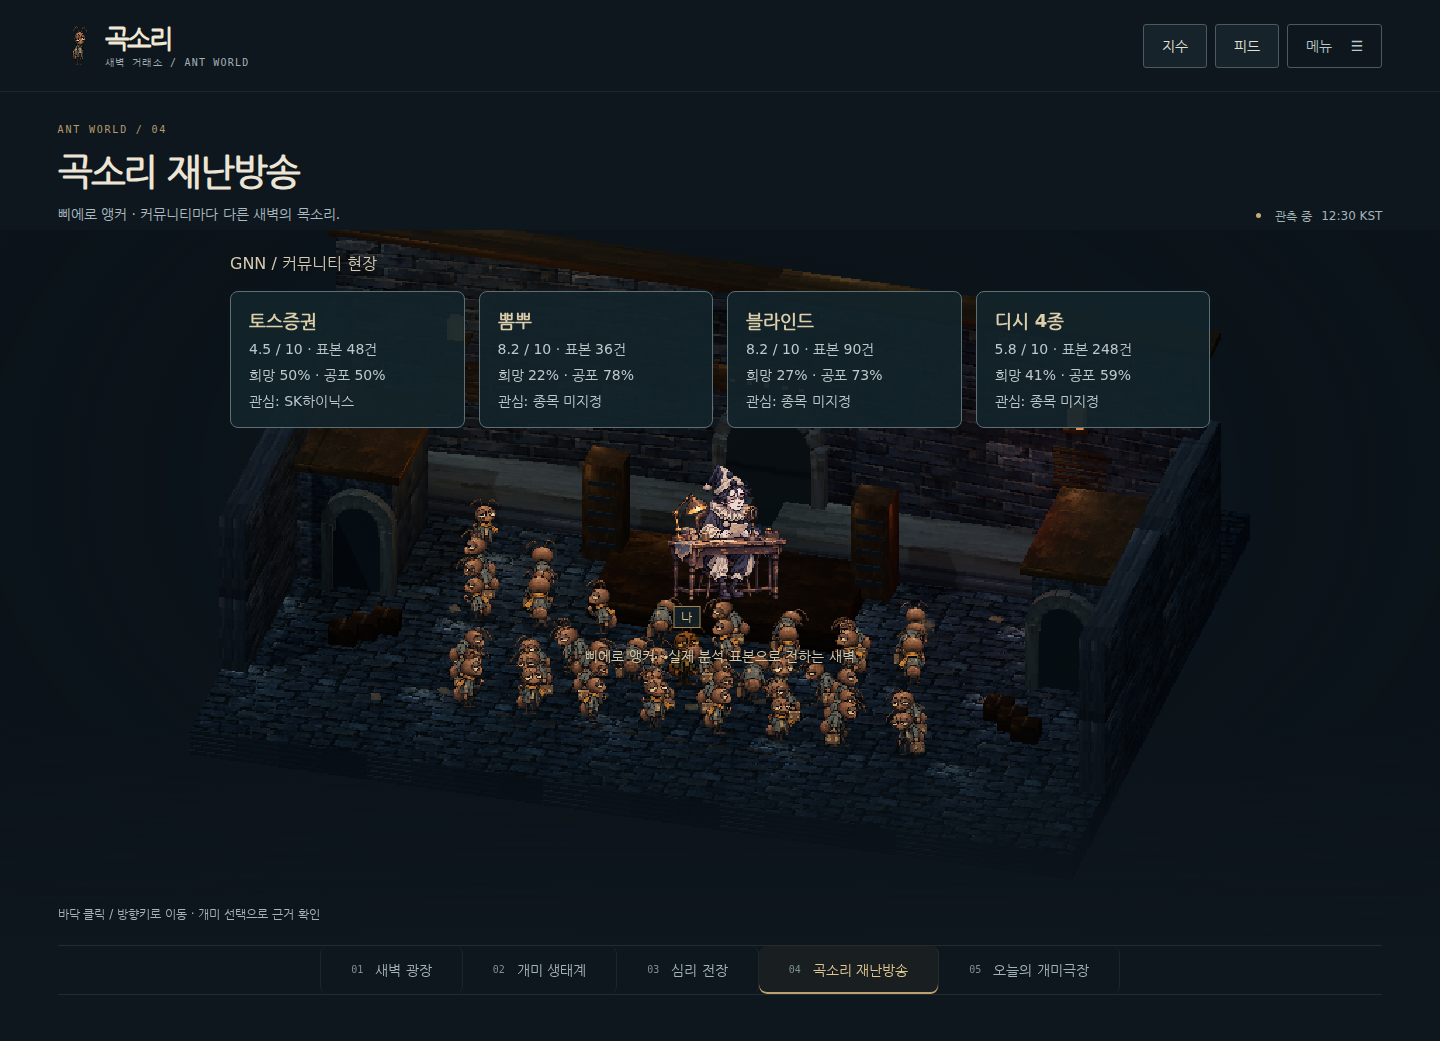 곡소리
새벽 거래소 / ANT WORLD
지수
피드
메뉴 ☰
ANT WORLD / 04
곡소리 재난방송
삐에로 앵커 · 커뮤니티마다 다른 새벽의 목소리.
관측 중 12:30 KST
GNN / 커뮤니티 현장
토스증권
4.5 / 10 · 표본 48건
희망 50% · 공포 50%
관심: SK하이닉스
뽐뿌
8.2 / 10 · 표본 36건
희망 22% · 공포 78%
관심: 종목 미지정
블라인드
8.2 / 10 · 표본 90건
희망 27% · 공포 73%
관심: 종목 미지정
디시 4종
5.8 / 10 · 표본 248건
희망 41% · 공포 59%
관심: 종목 미지정
나
삐에로 앵커 · 실제 분석 표본으로 전하는 새벽
바닥 클릭 / 방향키로 이동 · 개미 선택으로 근거 확인
01 새벽 광장
02 개미 생태계
03 심리 전장
04 곡소리 재난방송
05 오늘의 개미극장